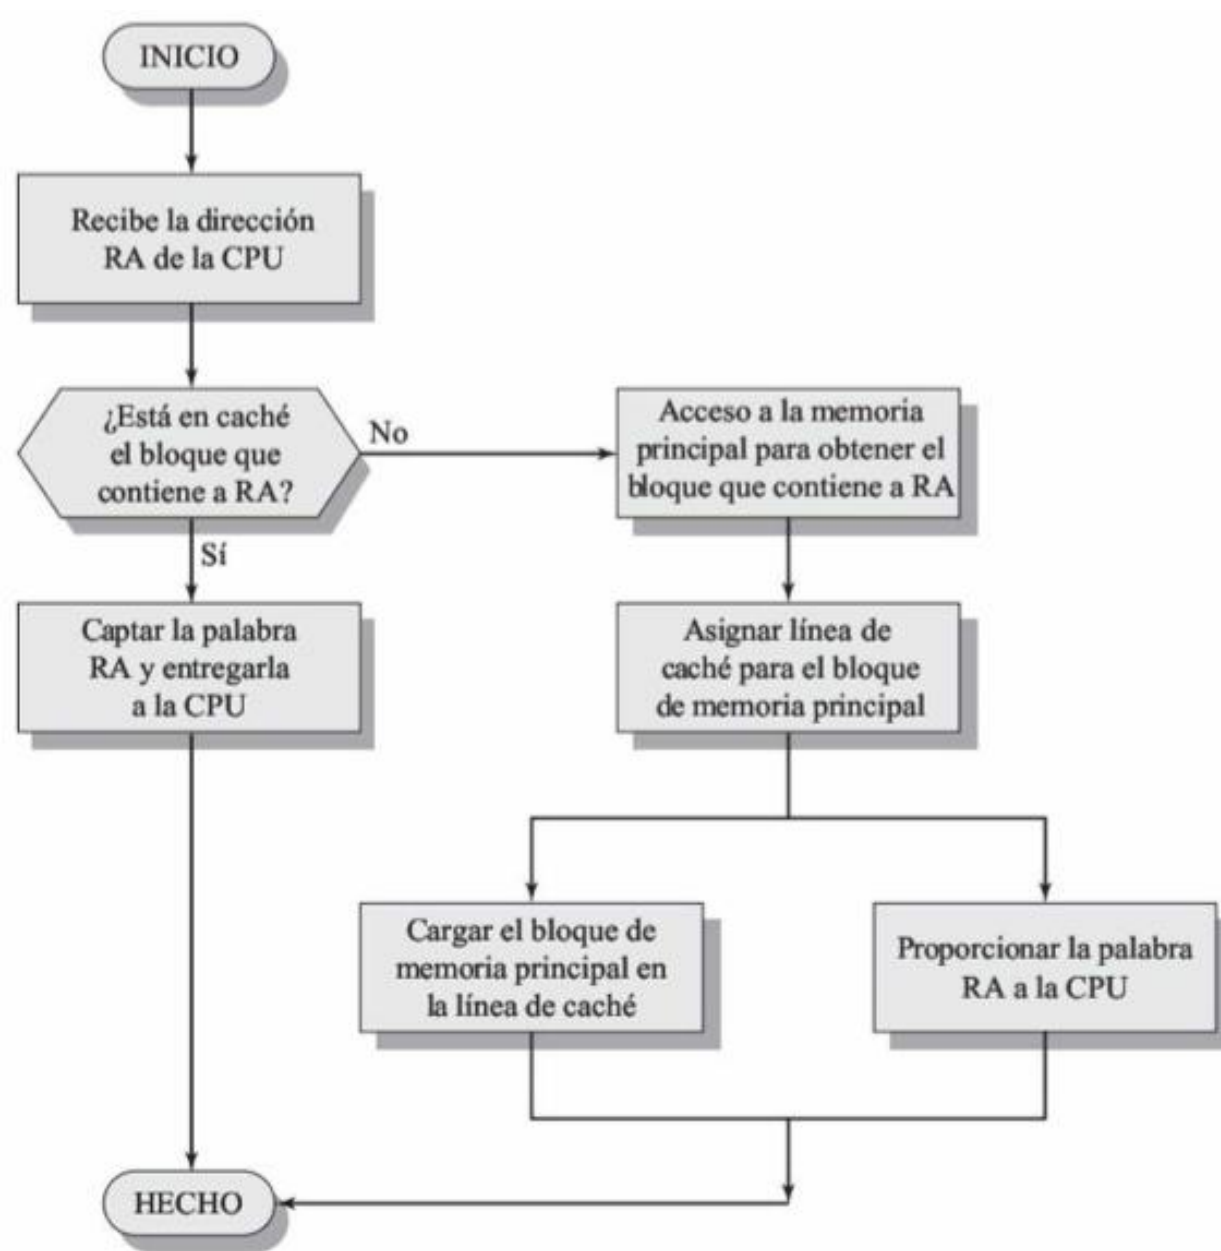 INICIO
Recibe la dirección
RA de la CPU
¿Está en caché
el bloque que
contiene a RA?
No
Sí
Acceso a la memoria
principal para obtener el
bloque que contiene a RA
Captar la palabra
RA y entregarla
a la CPU
Asignar línea de
caché para el bloque
de memoria principal
Cargar el bloque de
memoria principal en
la línea de caché
Proporcionar la palabra
RA a la CPU
HECHO